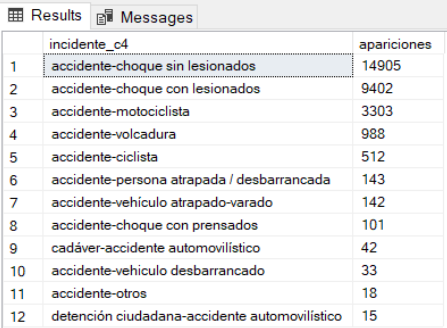 Results Messages
incidente_c4 apariciones
1 accidente-choque sin lesionados 14905
2 accidente-choque con lesionados 9402
3 accidente-motociclista 3303
4 accidente-volcadura 988
5 accidente-ciclista 512
6 accidente-persona atrapada / desbarrancada 143
7 accidente-vehículo atrapado-varado 142
8 accidente-choque con prensados 101
9 cadáver-accidente automovilístico 42
10 accidente-vehiculo desbarrancado 33
11 accidente-otros 18
12 detención ciudadana-accidente automovilístico 15